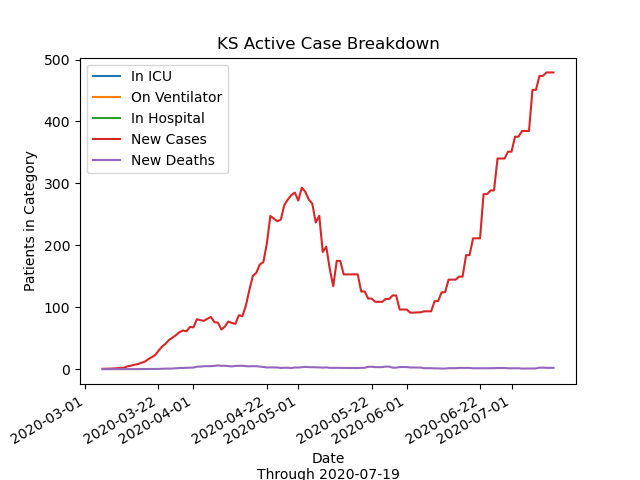 KS Active Case Breakdown
500
400
300
200
100
0
Patients in Category
In ICU
On Ventilator
In Hospital
New Cases
New Deaths
2020-03-01
2020-03-22
2020-04-01
2020-04-22
2020-05-01
2020-05-22
2020-06-01
2020-06-22
2020-07-01
Date
Through 2020-07-19